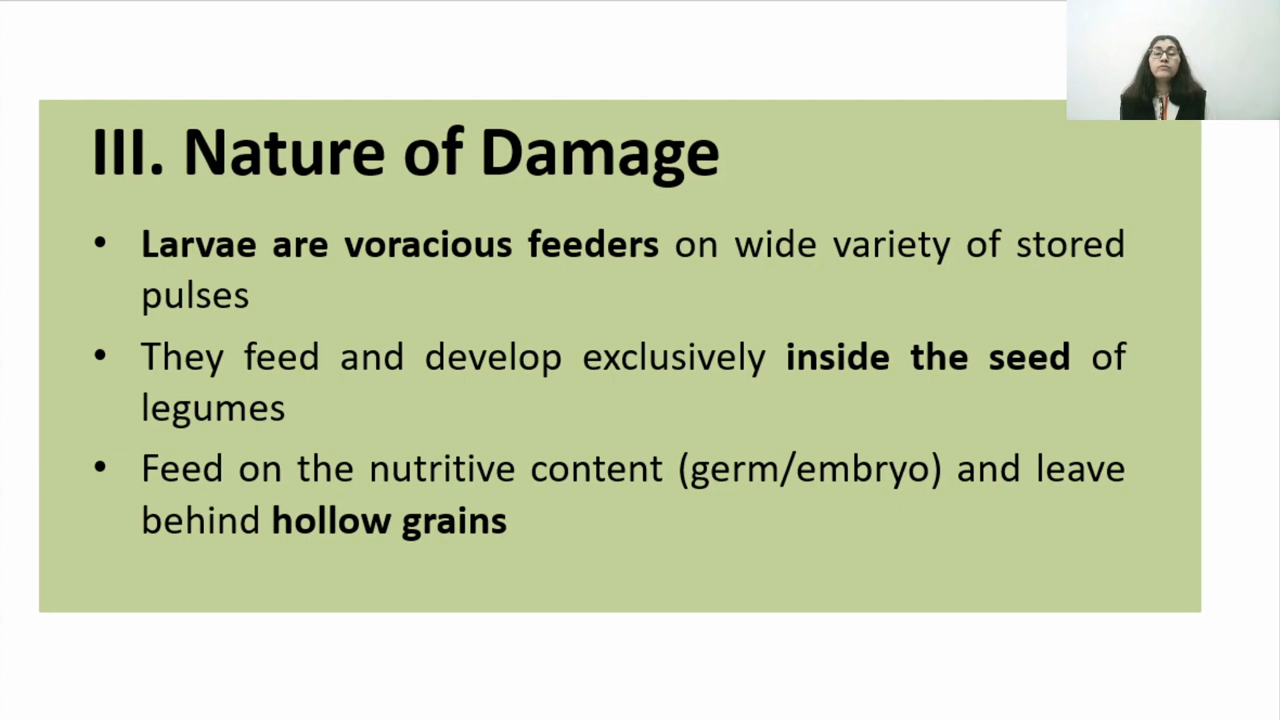 III. Nature of Damage
• Larvae are voracious feeders on wide variety of stored
pulses
• They feed and develop exclusively inside the seed of
legumes
• Feed on the nutritive content (germ/embryo) and leave
behind hollow grains